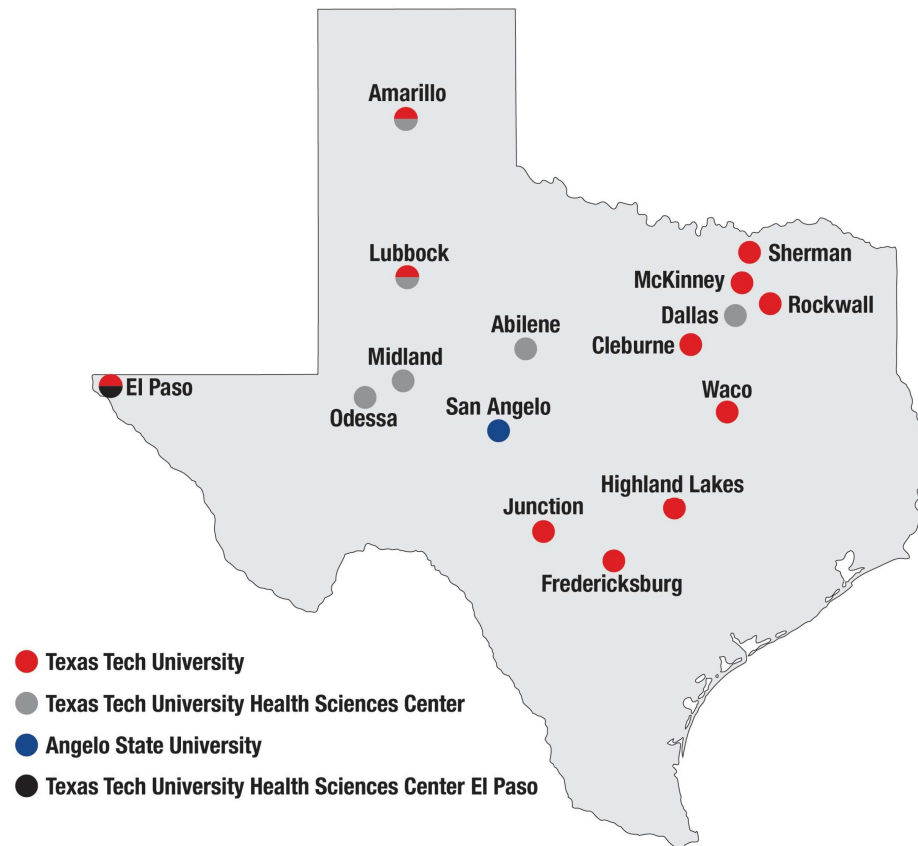 Amarillo
Lubbock
Sherman
McKinney
Rockwall
Dallas
Abilene
Cleburne
Midland
El Paso
Odessa
San Angelo
Waco
Highland Lakes
Junction
Fredericksburg
Texas Tech University
Texas Tech University Health Sciences Center
Angelo State University
Texas Tech University Health Sciences Center El Paso